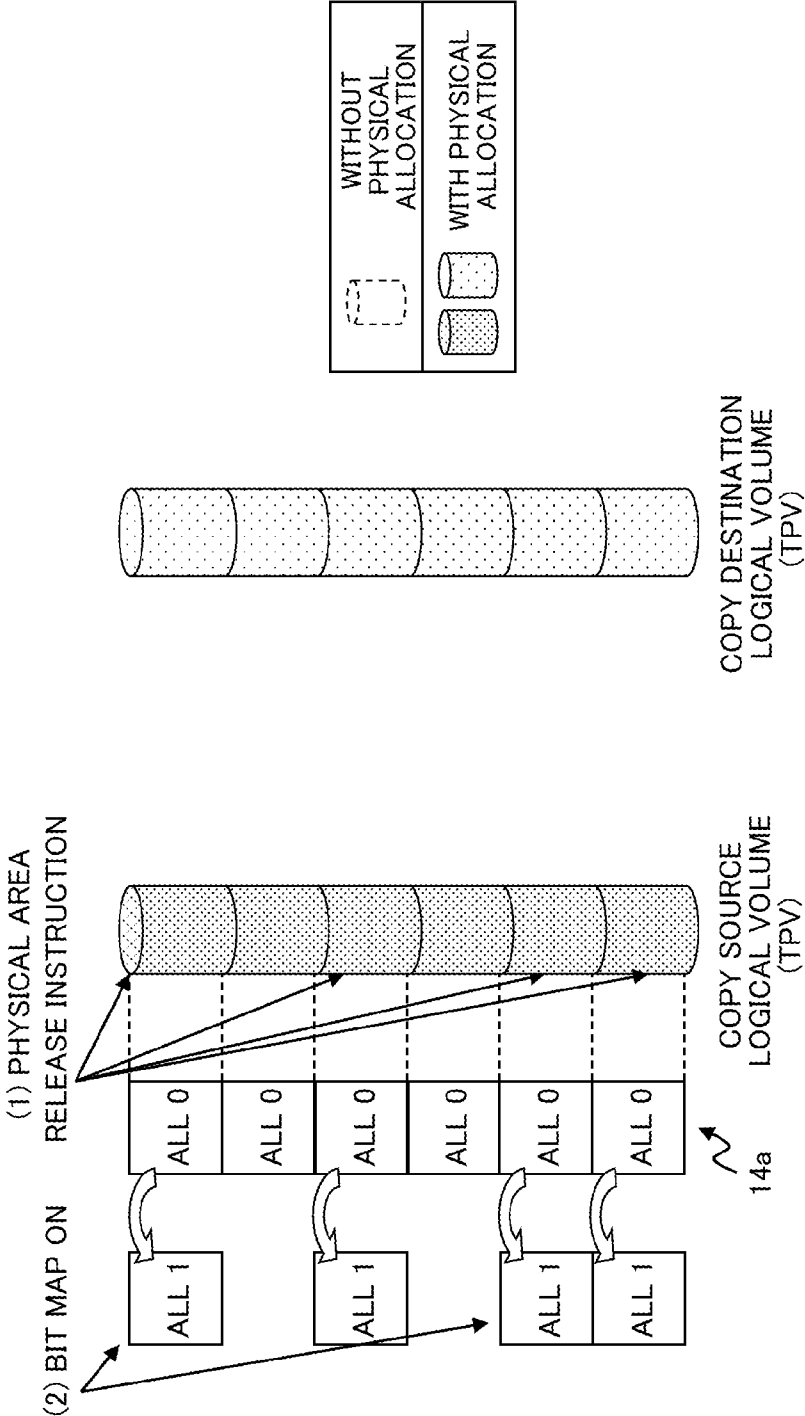 (1) PHYSICAL AREA
RELEASE INSTRUCTION
(2) BIT MAP ON
ALL 1
ALL 0
ALL 0
ALL 1
ALL 0
ALL 0
ALL 1
ALL 0
ALL 1
ALL 0
14a
COPY SOURCE
LOGICAL VOLUME
(TPV)
COPY DESTINATION
LOGICAL VOLUME
(TPV)
WITHOUT
PHYSICAL
ALLOCATION
WITH PHYSICAL
ALLOCATION